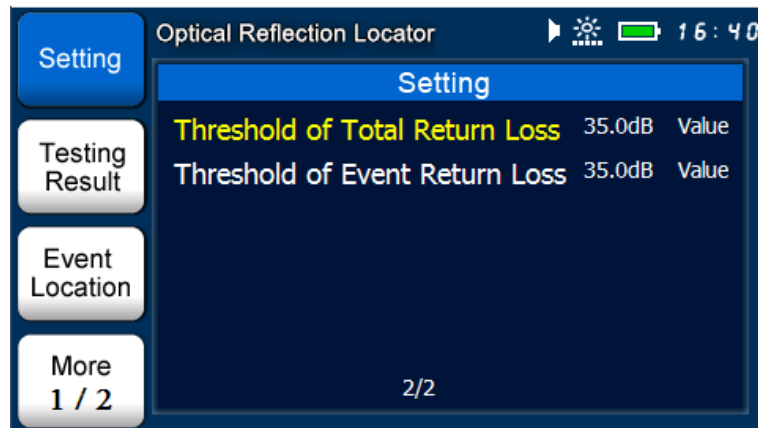 Optical Reflection Locator 16:40
Setting
Testing
Result
Event
Location
More
1 / 2
Setting
Threshold of Total Return Loss 35.0dB Value
Threshold of Event Return Loss 35.0dB Value
2/2